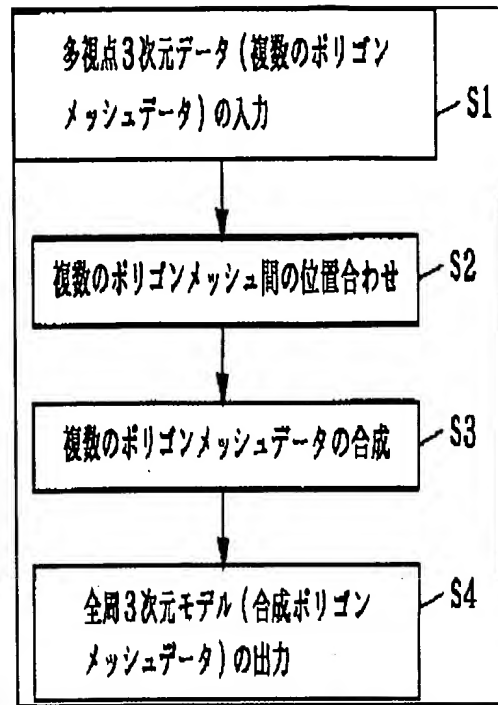 多視点3次元データ(複数のポリゴン
メッシュデータ)の入力
S1
複数のポリゴンメッシュ間の位置合わせ
S2
複数のポリゴンメッシュデータの合成
S3
全周3次元モデル(合成ポリゴン
メッシュデータ)の出力
S4